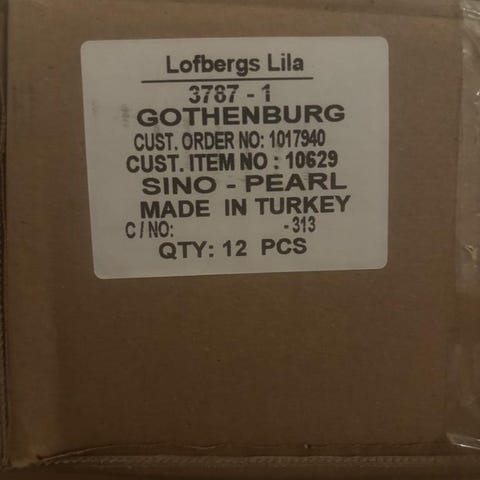 Lofbergs Lila
3787 - 1
GOTHENBURG
CUST. ORDER NO: 1017940
CUST. ITEM NO : 10629
SINO - PEARL
MADE IN TURKEY
C / NO: -313
QTY: 12 PCS